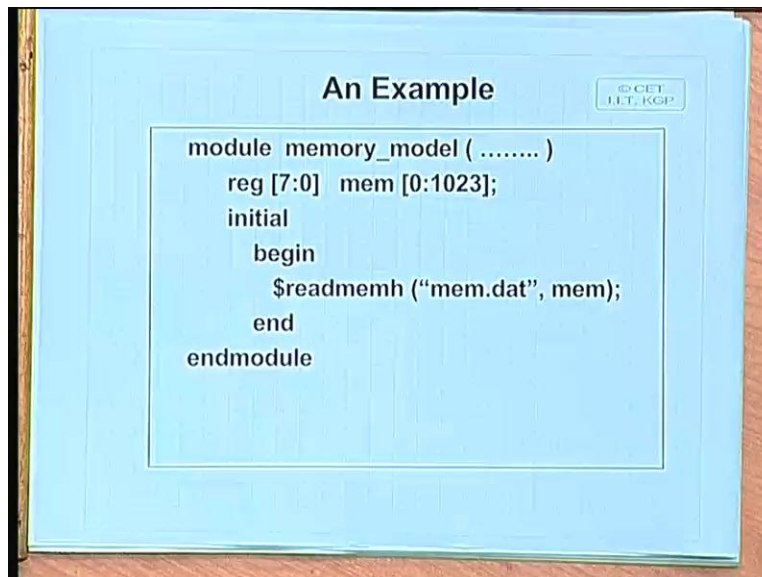 An Example
© CET
I.I.T, KGP
module memory_model ( ........ )
reg [7:0] mem [0:1023];
initial
begin
$readmemh (“mem.dat”, mem);
end
endmodule